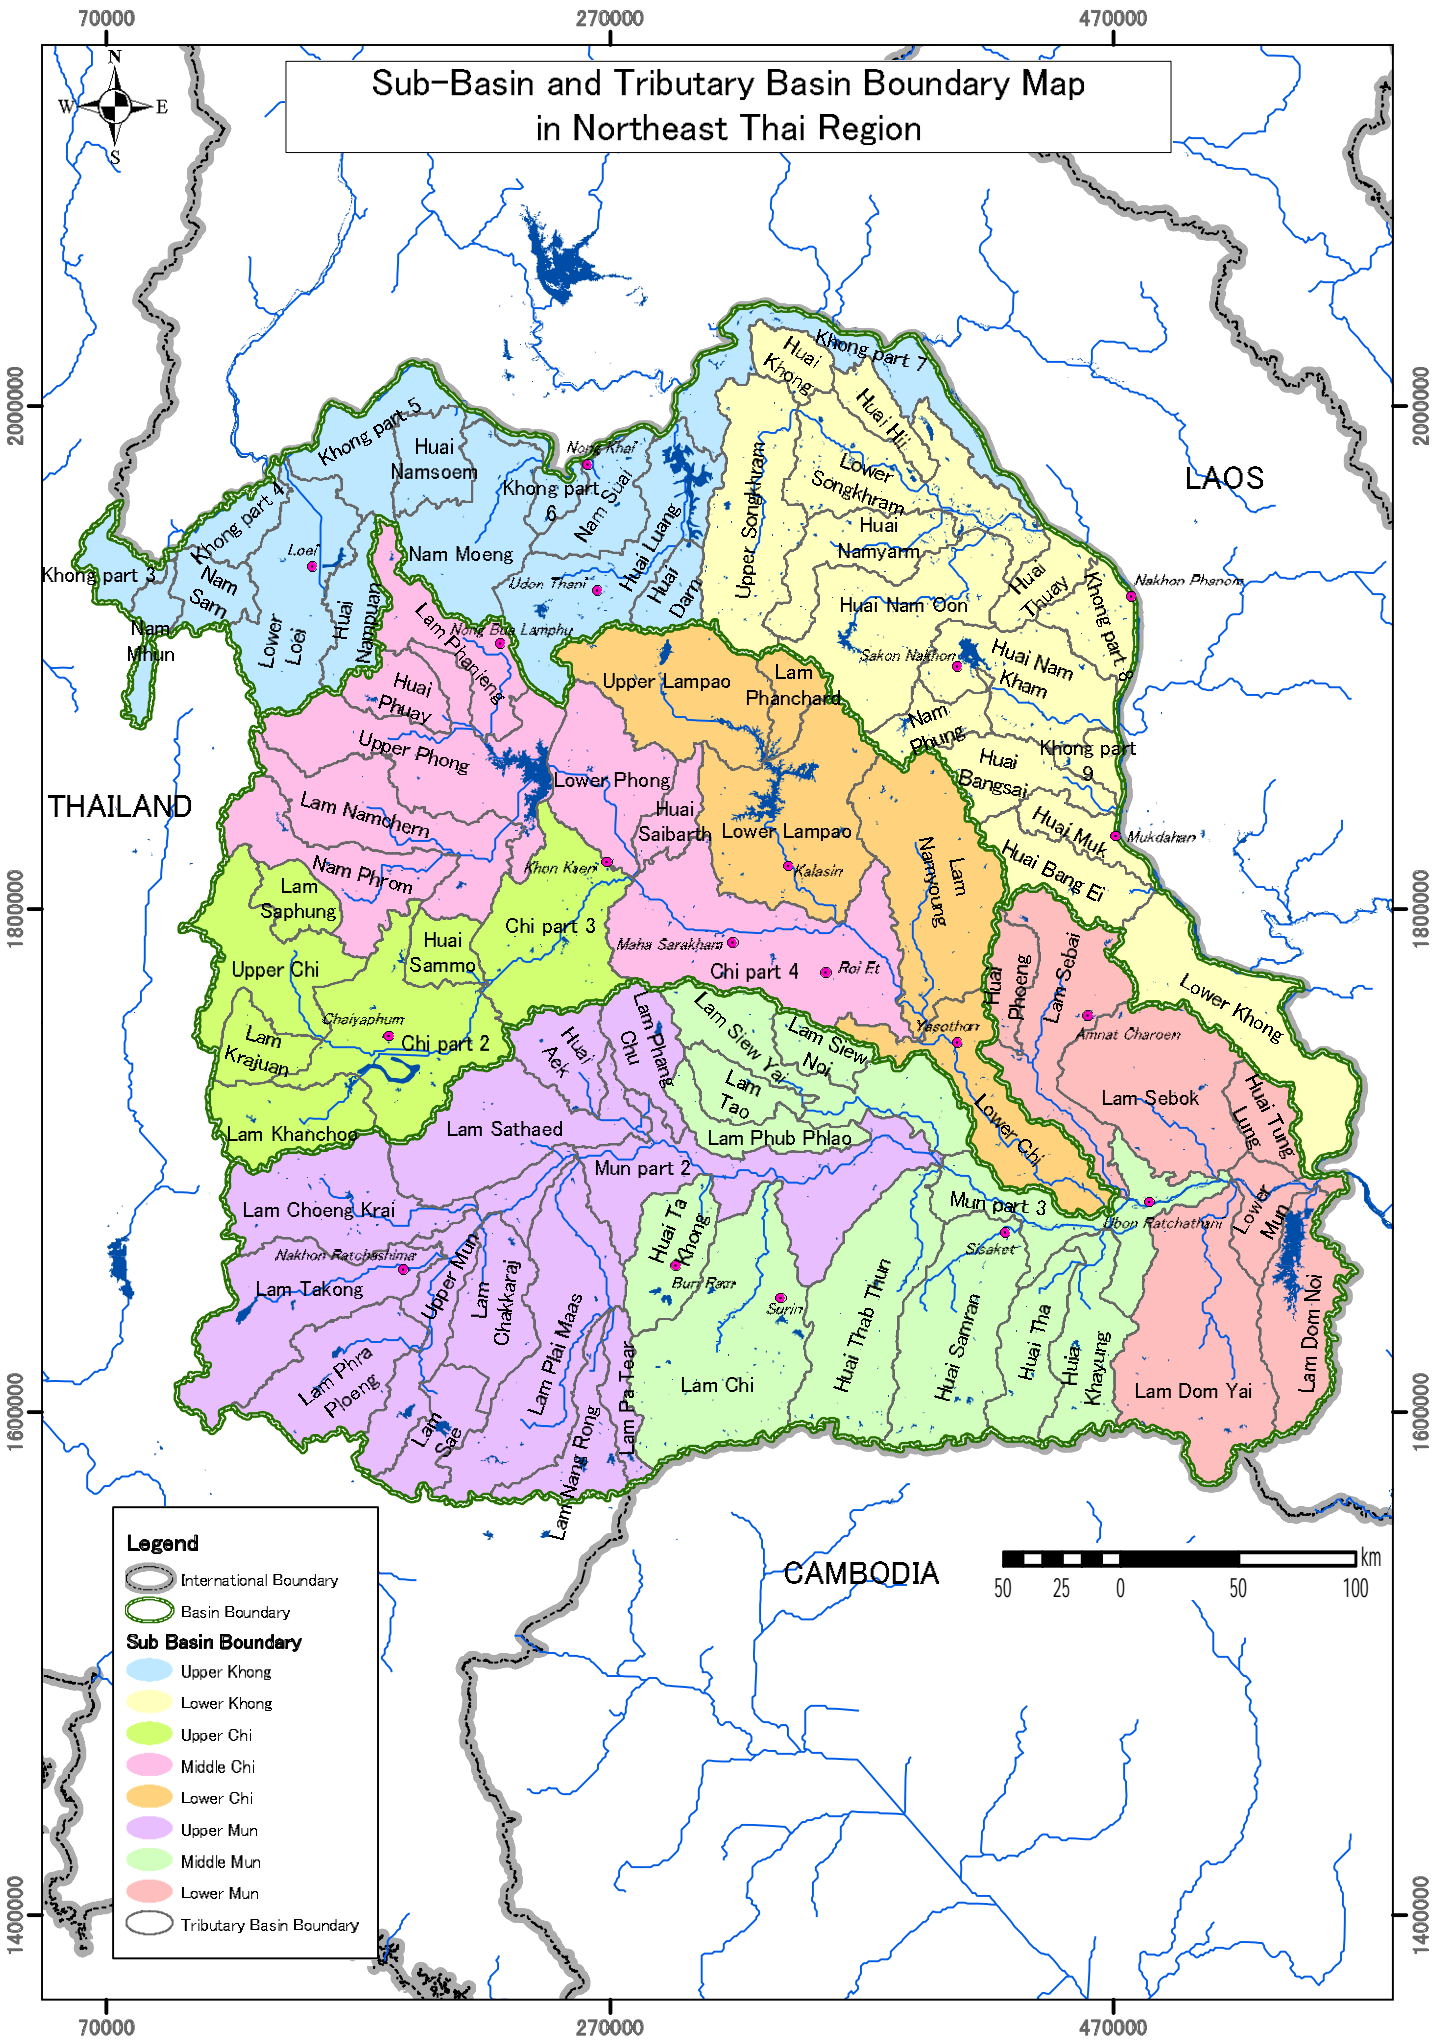 70000
270000
470000
N
W
E
S
Sub-Basin and Tributary Basin Boundary Map
in Northeast Thai Region
2000000
2000000
1800000
1800000
1600000
1600000
1400000
1400000
LAOS
THAILAND
CAMBODIA
Khong part 7
Huai
Khong
Huai Hii
Khong part 5
Huai
Namsoem
Nong Khai
Khong part
6
Nam Suai
Upper Songkhram
Lower
Songkhram
Khong part 4
Huai
Namyam
Khong part 3
Loei
Nam Moeng
Huai Luang
Nam
Sam
Udon Thani
Huai
Dam
Huai
Thuay
Nakhon Phanom
Huai Nam Oon
Khong part 8
Nam
Mhun
Lower
Loei
Huai
Nampuan
Lam Phanieng
Nong Bua Lamphu
Sakon Nakhon
Huai Nam
Kham
Upper Lampao
Lam
Phanchard
Huai
Phuay
Nam
Phung
Upper Phong
Huai
Bangsai
Khong part
9
Lower Phong
Lam Namchern
Huai
Saibarth
Lower Lampao
Huai Muk
Mukdahan
Huai Bang Ei
Nam Phrom
Khon Kaen
Kalasin
Lam
Namyoung
Lam
Saphung
Chi part 3
Huai
Sammo
Upper Chi
Maha Sarakham
Chi part 4
Roi Et
Huai
Phoeng
Lam Sebai
Lower Khong
Chaiyaphum
Chi part 2
Lam
Krajuan
Huai
Aek
Lam Phang
Chu
Lam Siew Yai
Lam Siew
Noi
Yasothon
Amnat Charoen
Lam
Tao
Lam Sebok
Huai Tung
Lung
Lam Khanchoo
Lam Sathaed
Lam Phub Phlao
Lower Chi
Mun part 2
Lam Choeng Krai
Huai Ta
Khong
Mun part 3
Ubon Ratchathani
Lower
Mun
Nakhon Ratchashima
Upper Mun
Sisaket
Lam Takong
Lam
Chakkaraj
Buri Ram
Surin
Lam Phra
Ploeng
Lam Plai Maas
Lam Pa Tear
Lam Chi
Huai Thab Thun
Huai Samran
Huai Tha
Huia
Khayung
Lam Dom Yai
Lam Dom Noi
Lam
Sae
Lam Nang Rong
km
50
25
0
50
100
Legend
International Boundary
Basin Boundary
Sub Basin Boundary
Upper Khong
Lower Khong
Upper Chi
Middle Chi
Lower Chi
Upper Mun
Middle Mun
Lower Mun
Tributary Basin Boundary
70000
270000
470000